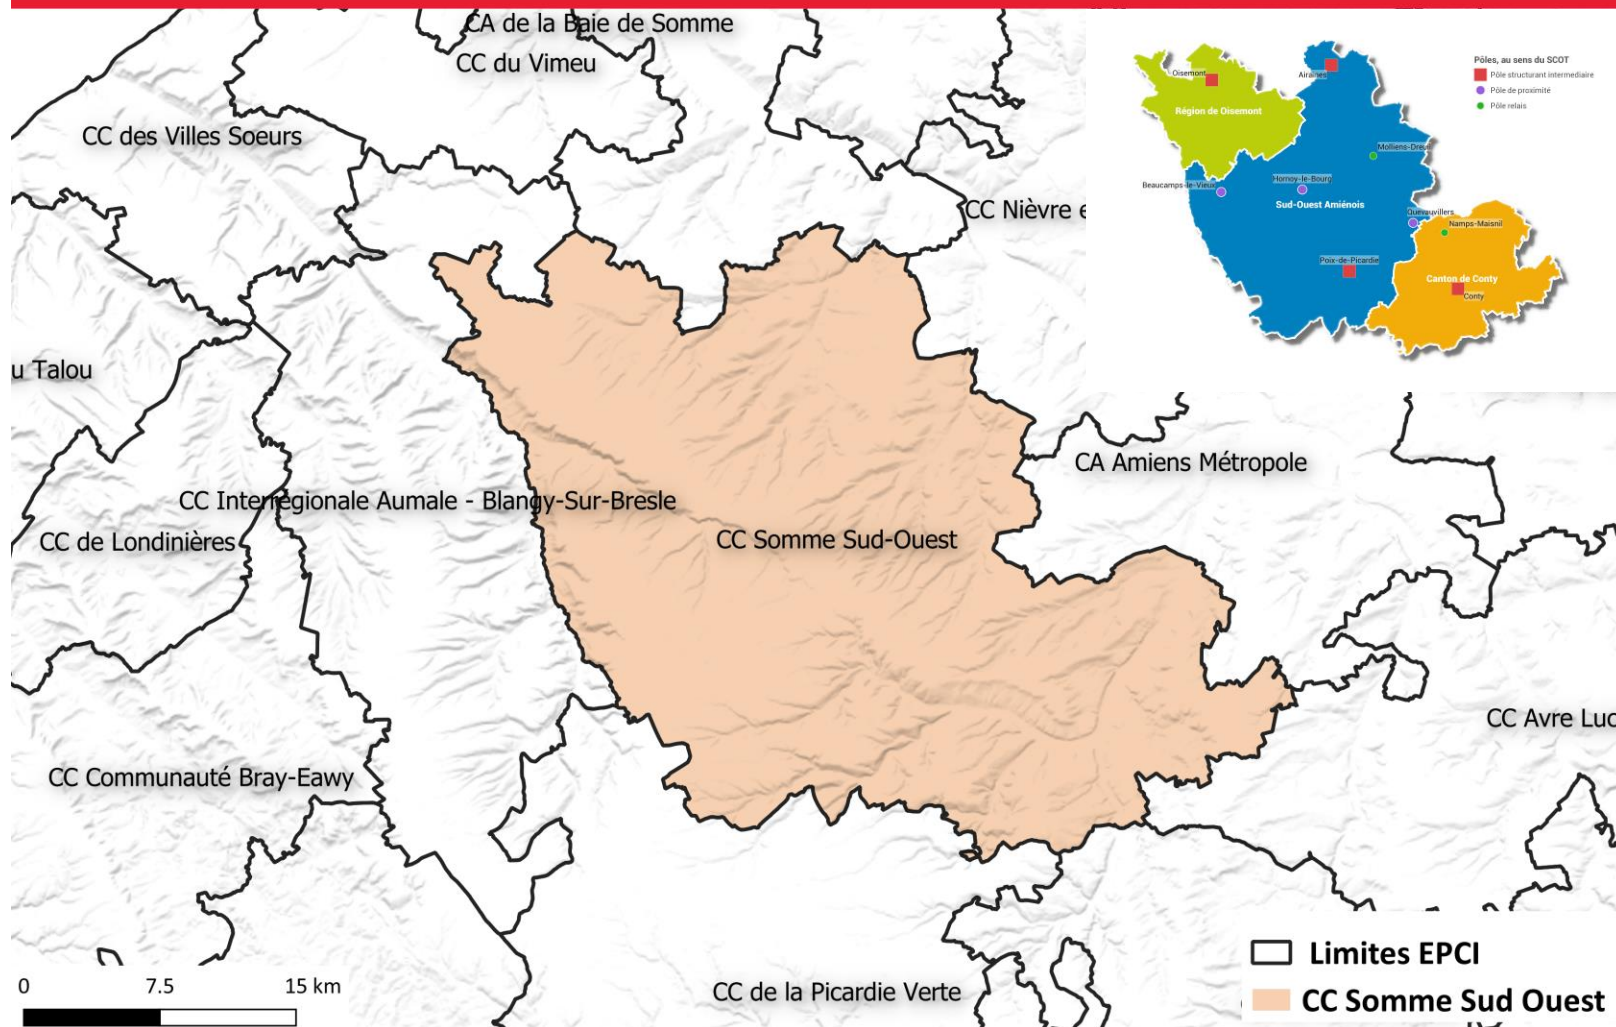 CA de la Baie de Somme
CC du Vimeu
CC des Villes Soeurs
CC Nièvre e
u Talou
CA Amiens Métropole
CC Interrégionale Aumale - Blangy-Sur-Bresle
CC de Londinières
CC Somme Sud-Ouest
CC Avre Luc
CC Communauté Bray-Eawy
CC de la Picardie Verte
0 7.5 15 km
Limites EPCI
CC Somme Sud Ouest
Pôles, au sens du SCOT
Pôle structurant intermediaire
Pôle de proximité
Pôle relais
Oisemont
Airaines
Région de Oisemont
Molliens-Dreuil
Beaucamps-le-Vieux
Hornoy-le-Bourg
Sud-Ouest Amiénois
Quevauvillers
Namps-Maisnil
Poix-de-Picardie
Canton de Conty
Conty